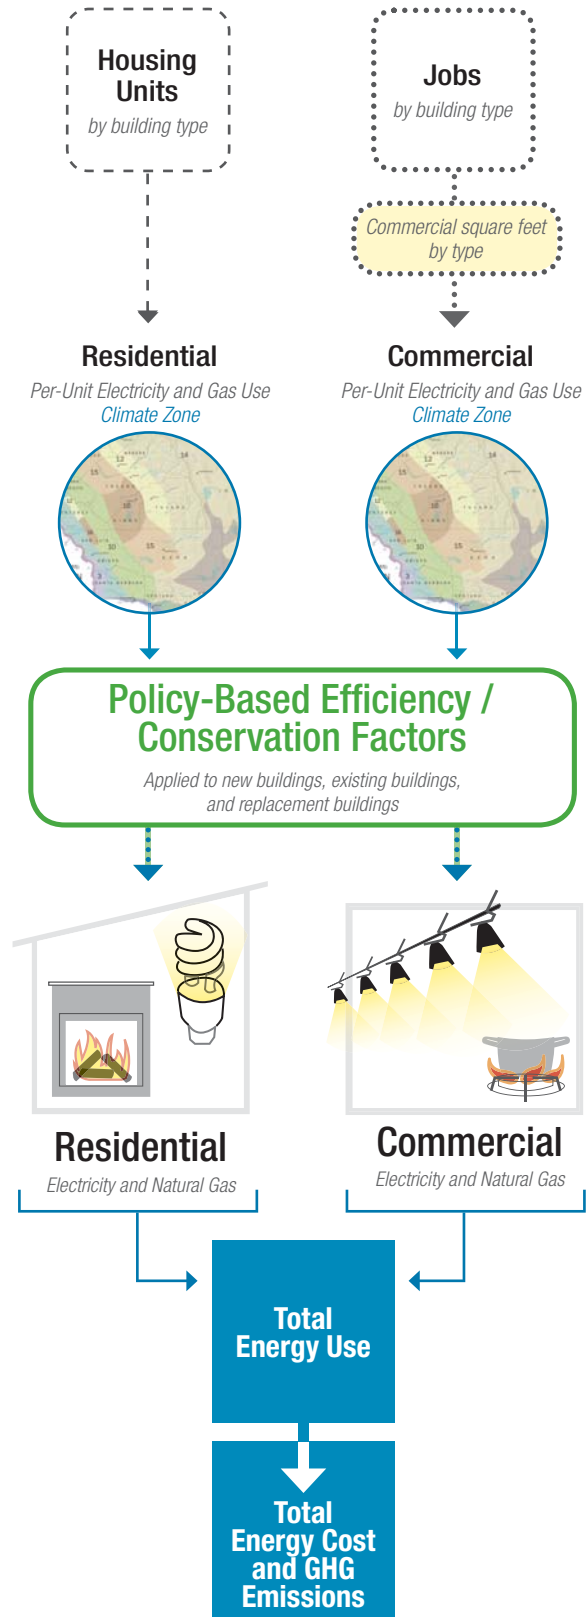 Housing
Units
by building type
Jobs
by building type
Commercial square feet
by type
Residential
Per-Unit Electricity and Gas Use
Climate Zone
Commercial
Per-Unit Electricity and Gas Use
Climate Zone
Policy-Based Efficiency /
Conservation Factors
Applied to new buildings, existing buildings,
and replacement buildings
Residential
Electricity and Natural Gas
Commercial
Electricity and Natural Gas
Total
Energy Use
Total
Energy Cost
and GHG
Emissions